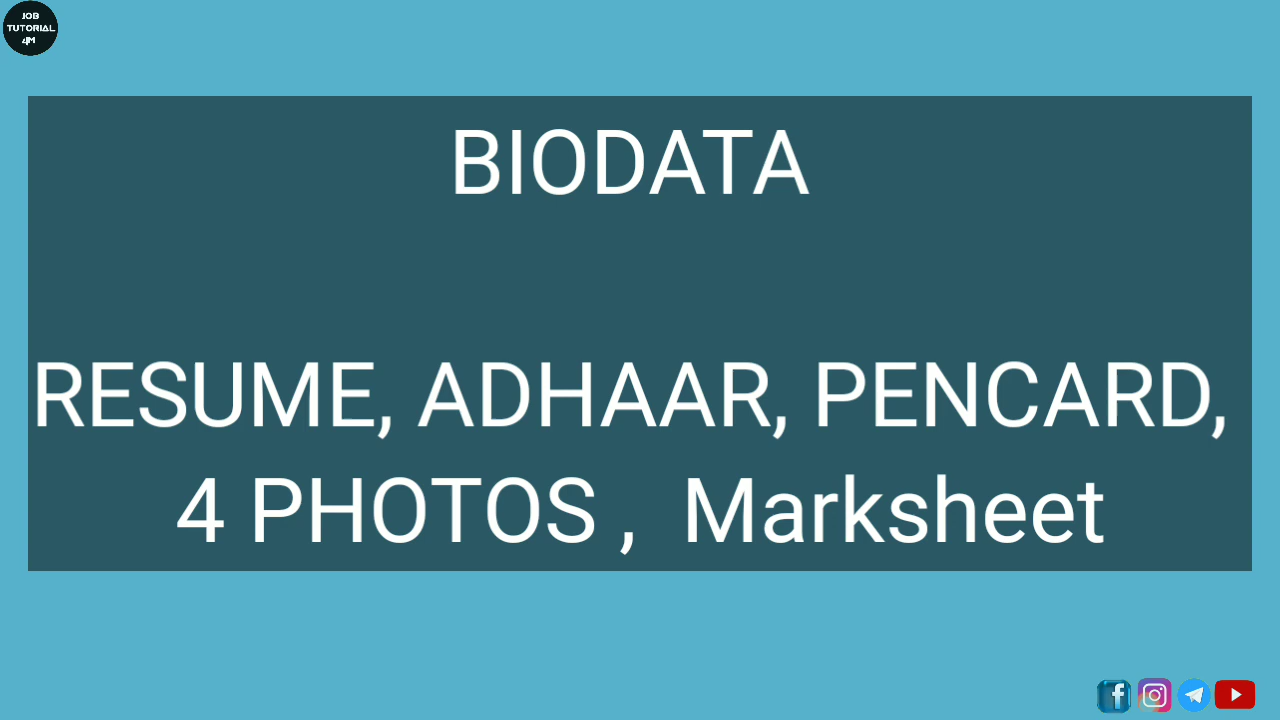 JOB
TUTORIAL
4M
BIODATA
RESUME, ADHAAR, PENCARD,
4 PHOTOS , Marksheet